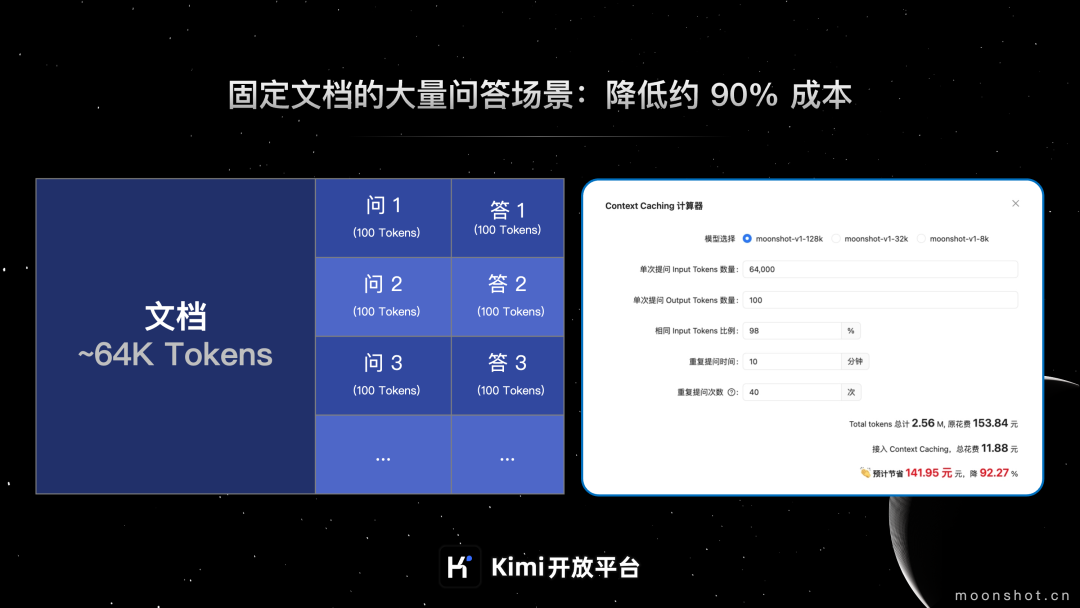 固定文档的大量问答场景：降低约 90% 成本
文档
~64K Tokens
问 1
(100 Tokens)
答 1
(100 Tokens)
问 2
(100 Tokens)
答 2
(100 Tokens)
问 3
(100 Tokens)
答 3
(100 Tokens)
...
...
Context Caching 计算器
模型选择 moonshot-v1-128k moonshot-v1-32k moonshot-v1-8k
单次提问 Input Tokens 数量: 64,000
单次提问 Output Tokens 数量: 100
相同 Input Tokens 比例: 98 %
重复提问时间: 10 分钟
重复提问次数 ?: 40 次
Total tokens 总计 2.56 M, 原花费 153.84 元
接入 Context Caching，总花费 11.88 元
👏 预计节省 141.95 元 元，降 92.27 %
Kimi开放平台
moonshot.cn